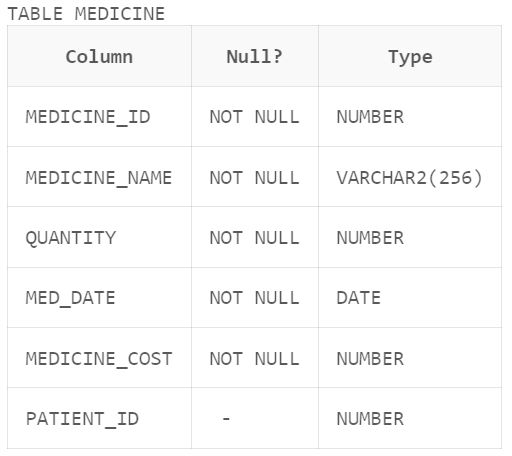 TABLE MEDICINE
Column Null? Type
MEDICINE_ID NOT NULL NUMBER
MEDICINE_NAME NOT NULL VARCHAR2(256)
QUANTITY NOT NULL NUMBER
MED_DATE NOT NULL DATE
MEDICINE_COST NOT NULL NUMBER
PATIENT_ID - NUMBER